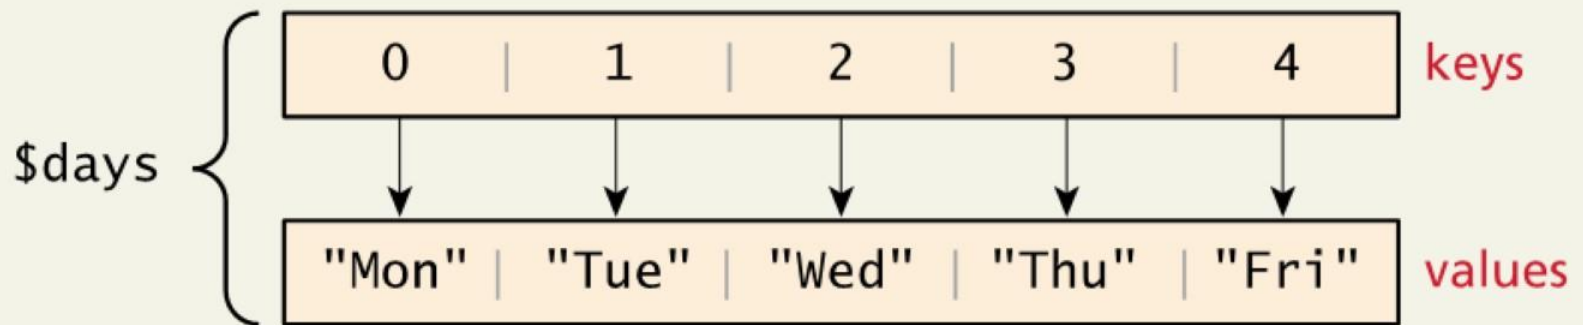 0 | 1 | 2 | 3 | 4 keys
$days
"Mon" | "Tue" | "Wed" | "Thu" | "Fri" values